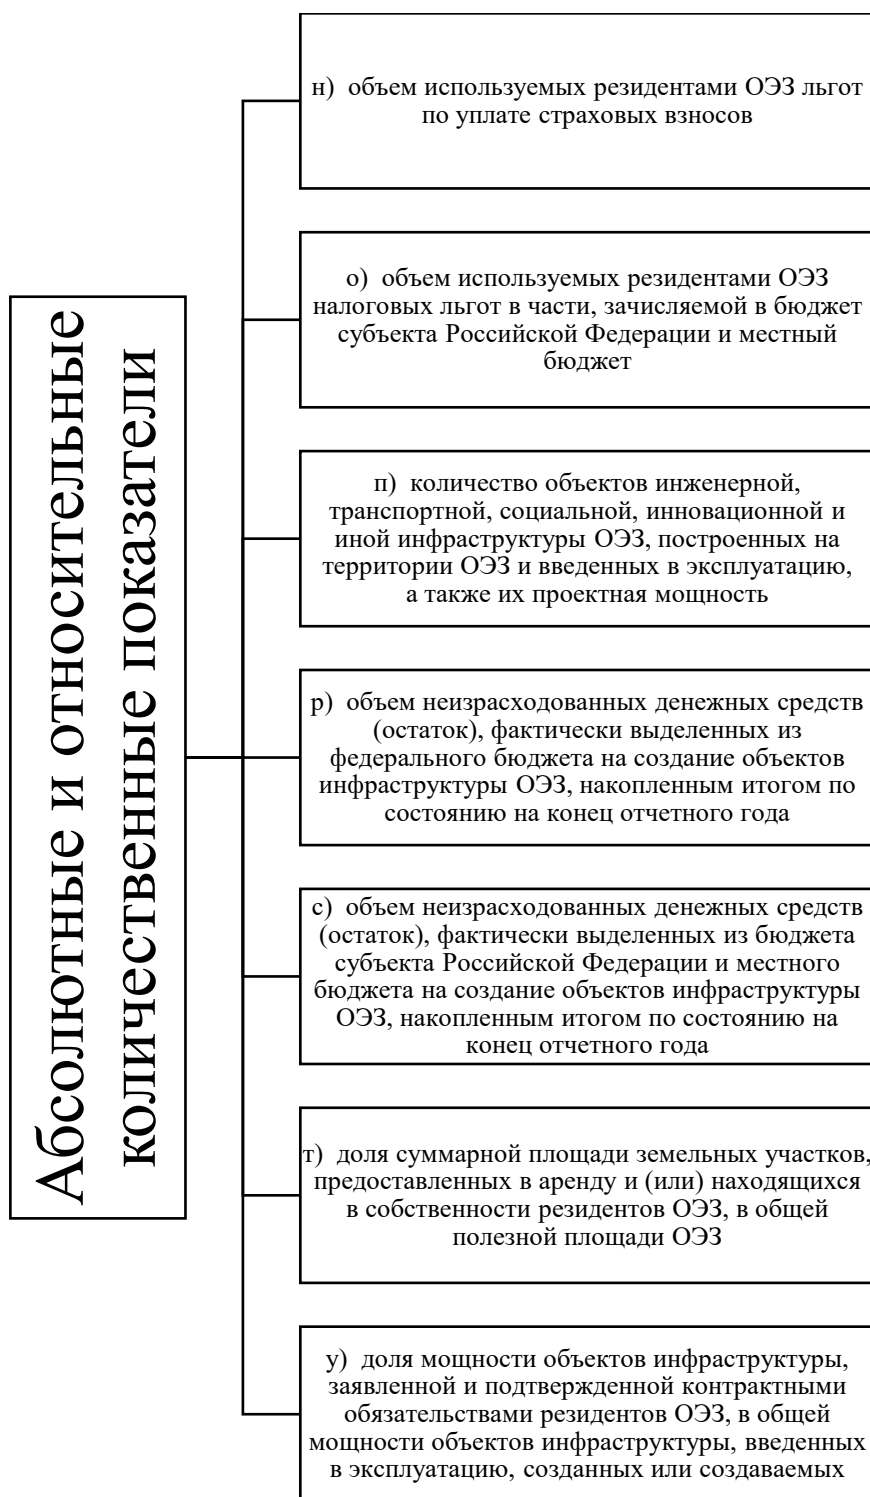 Абсолютные и относительные
количественные показатели
н) объем используемых резидентами ОЭЗ льгот
по уплате страховых взносов
о) объем используемых резидентами ОЭЗ
налоговых льгот в части, зачисляемой в бюджет
субъекта Российской Федерации и местный
бюджет
п) количество объектов инженерной,
транспортной, социальной, инновационной и
иной инфраструктуры ОЭЗ, построенных на
территории ОЭЗ и введенных в эксплуатацию,
а также их проектная мощность
р) объем неизрасходованных денежных средств
(остаток), фактически выделенных из
федерального бюджета на создание объектов
инфраструктуры ОЭЗ, накопленным итогом по
состоянию на конец отчетного года
с) объем неизрасходованных денежных средств
(остаток), фактически выделенных из бюджета
субъекта Российской Федерации и местного
бюджета на создание объектов инфраструктуры
ОЭЗ, накопленным итогом по состоянию на
конец отчетного года
т) доля суммарной площади земельных участков,
предоставленных в аренду и (или) находящихся
в собственности резидентов ОЭЗ, в общей
полезной площади ОЭЗ
у) доля мощности объектов инфраструктуры,
заявленной и подтвержденной контрактными
обязательствами резидентов ОЭЗ, в общей
мощности объектов инфраструктуры, введенных
в эксплуатацию, созданных или создаваемых